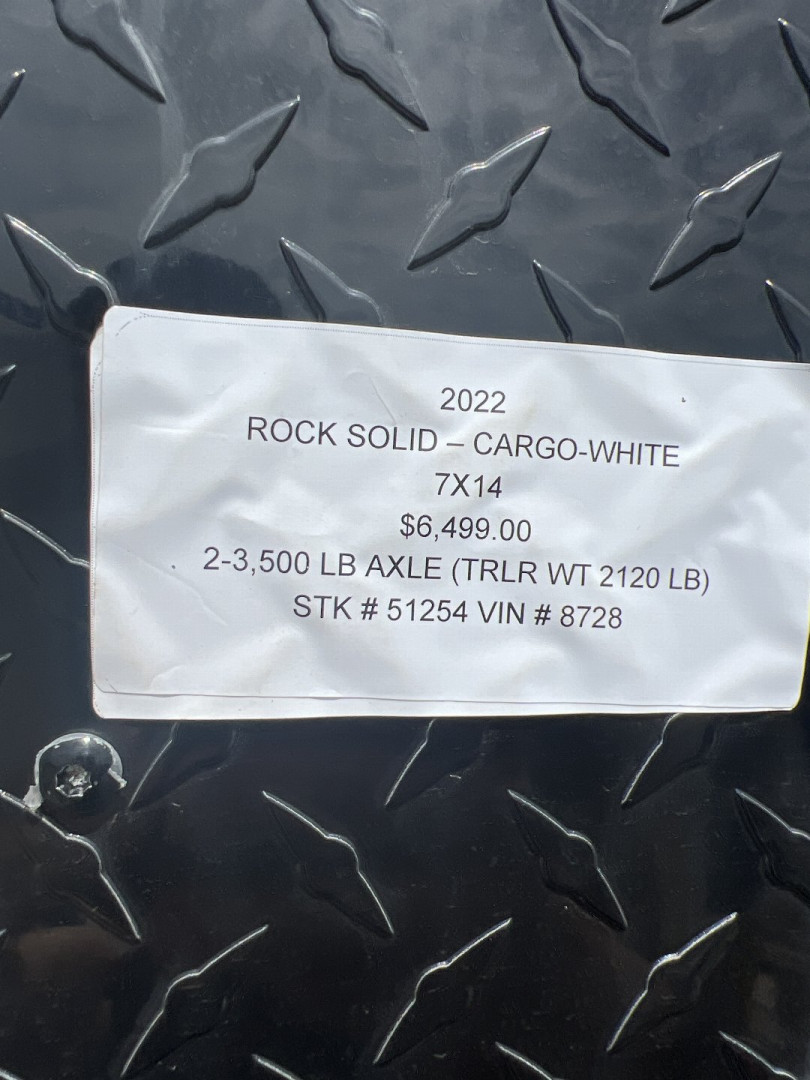 2022
ROCK SOLID – CARGO-WHITE
7X14
$6,499.00
2-3,500 LB AXLE (TRLR WT 2120 LB)
STK # 51254 VIN # 8728